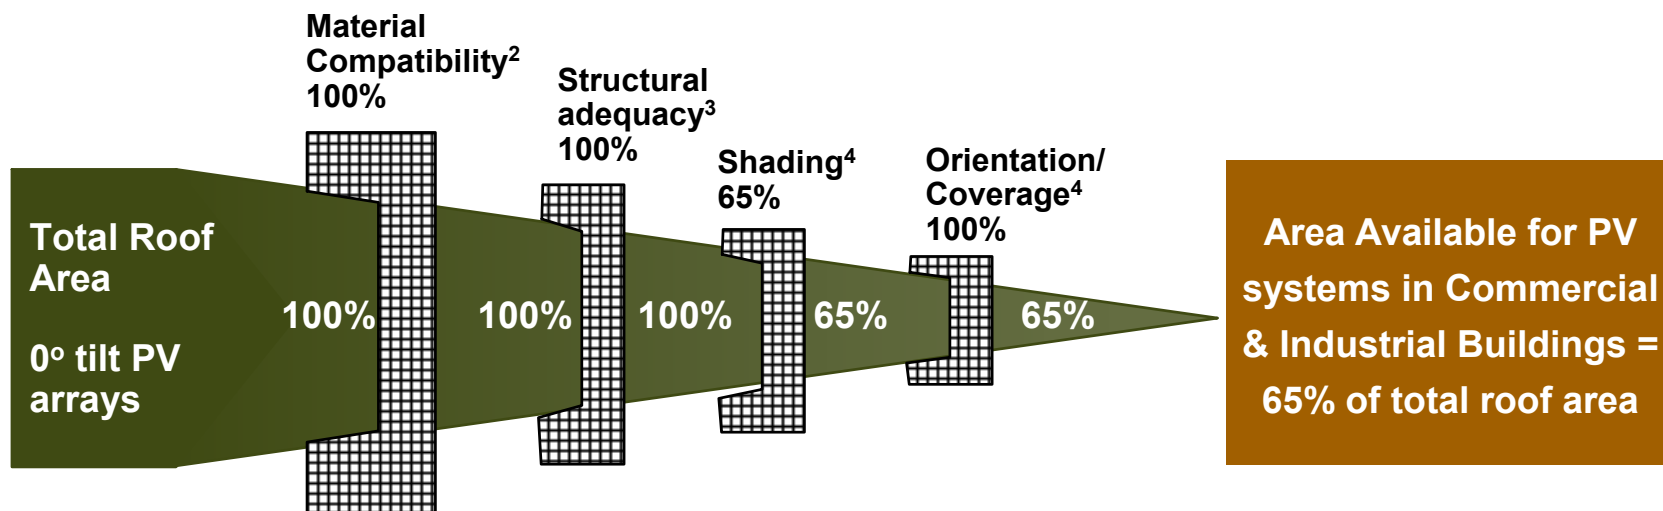 Material
Compatibility²
100%
Structural
adequacy³
100%
Shading⁴
65%
Orientation/
Coverage⁴
100%
Total Roof
Area
0º tilt PV
arrays
100%
100%
100%
65%
65%
Area Available for PV
systems in Commercial
& Industrial Buildings =
65% of total roof area